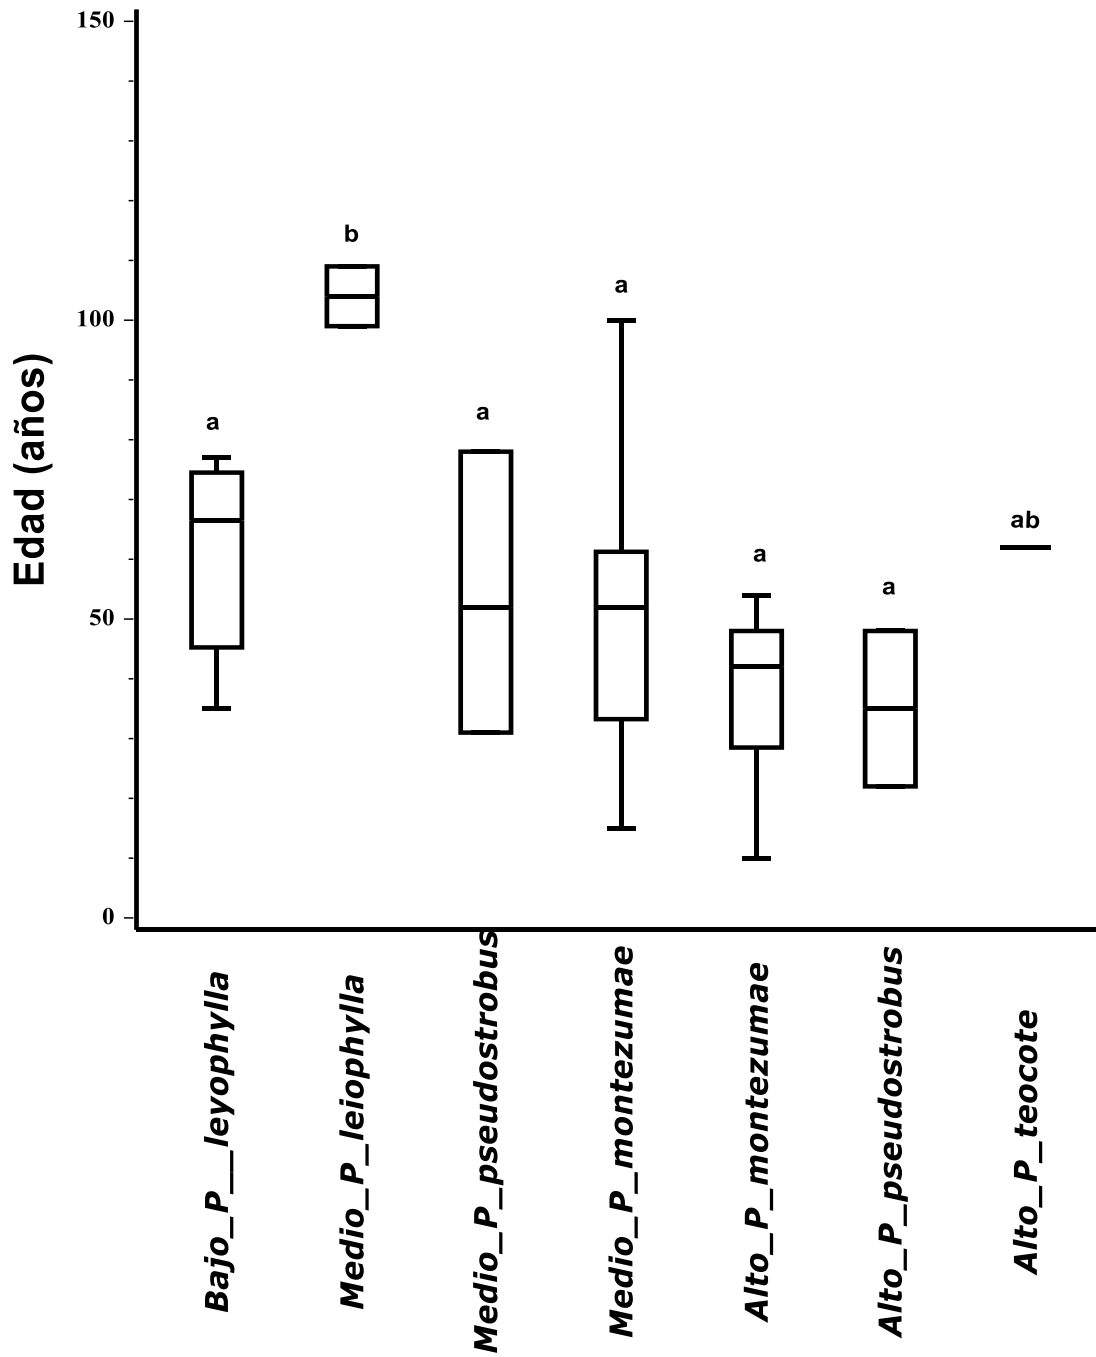 Edad (años)
150
100
50
0
a
b
a
a
a
a
ab
Bajo_P__leyophylla
Medio_P_leiophylla
Medio_P_pseudostrobus
Medio_P_montezumae
Alto_P_montezumae
Alto_P_pseudostrobus
Alto_P_teocote